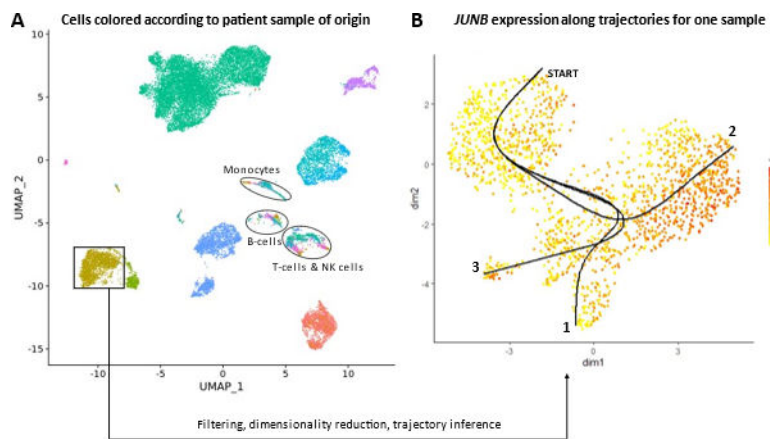 A Cells colored according to patient sample of origin
10
5
0
-5
-10
-15
UMAP_2
Monocytes
B-cells
T-cells & NK cells
-10
-5
0
5
10
UMAP_1
B JUNB expression along trajectories for one sample
START
2
3
1
2
0
-2
-4
dim2
-3
0
3
dim1
Filtering, dimensionality reduction, trajectory inference